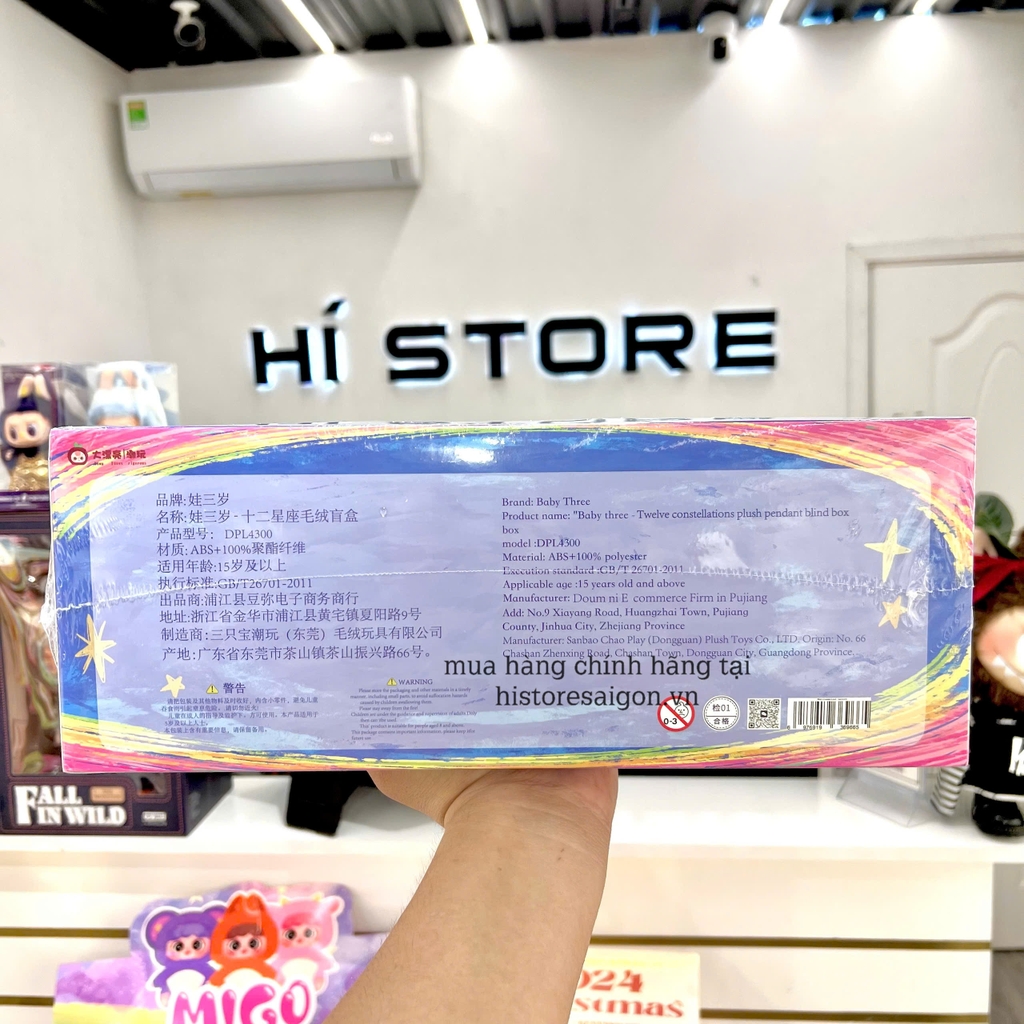 HÍ STORE
大漂亮|潮玩
品牌:娃三岁
名称:娃三岁-十二星座毛绒盲盒
产品型号: DPL4300
材质:ABS+100%聚酯纤维
适用年龄:15岁及以上
执行标准:GB/T26701-2011
出品商:浦江县豆弥电子商务商行
地址:浙江省金华市浦江县黄宅镇夏阳路9号
制造商:三只宝潮玩（东莞）毛绒玩具有限公司
产地:广东省东莞市茶山镇茶山振兴路66号。
警告
Brand: Baby Three
Product name: "Baby three - Twelve constellations plush pendant blind box
box
model :DPL4300
Material: ABS+100% polyester
Execution standard :GB/T 26701-2011
Applicable age :15 years old and above
Manufacturer: Doum ni E commerce Firm in Pujiang
Add: No.9 Xiayang Road, Huangzhai Town, Pujiang
County, Jinhua City, Zhejiang Province
Manufacturer: Sanbao Chao Play (Dongguan) Plush Toys Co., LTD, Origin: No. 66
Chashan Zhenxing Road, Chashan Town, Dongguan City, Guangdong Province.
WARNING
mua hàng chính hãng tại
historesaigon.vn
0-3
检01
合格
FALL
IN WILD
MIGO